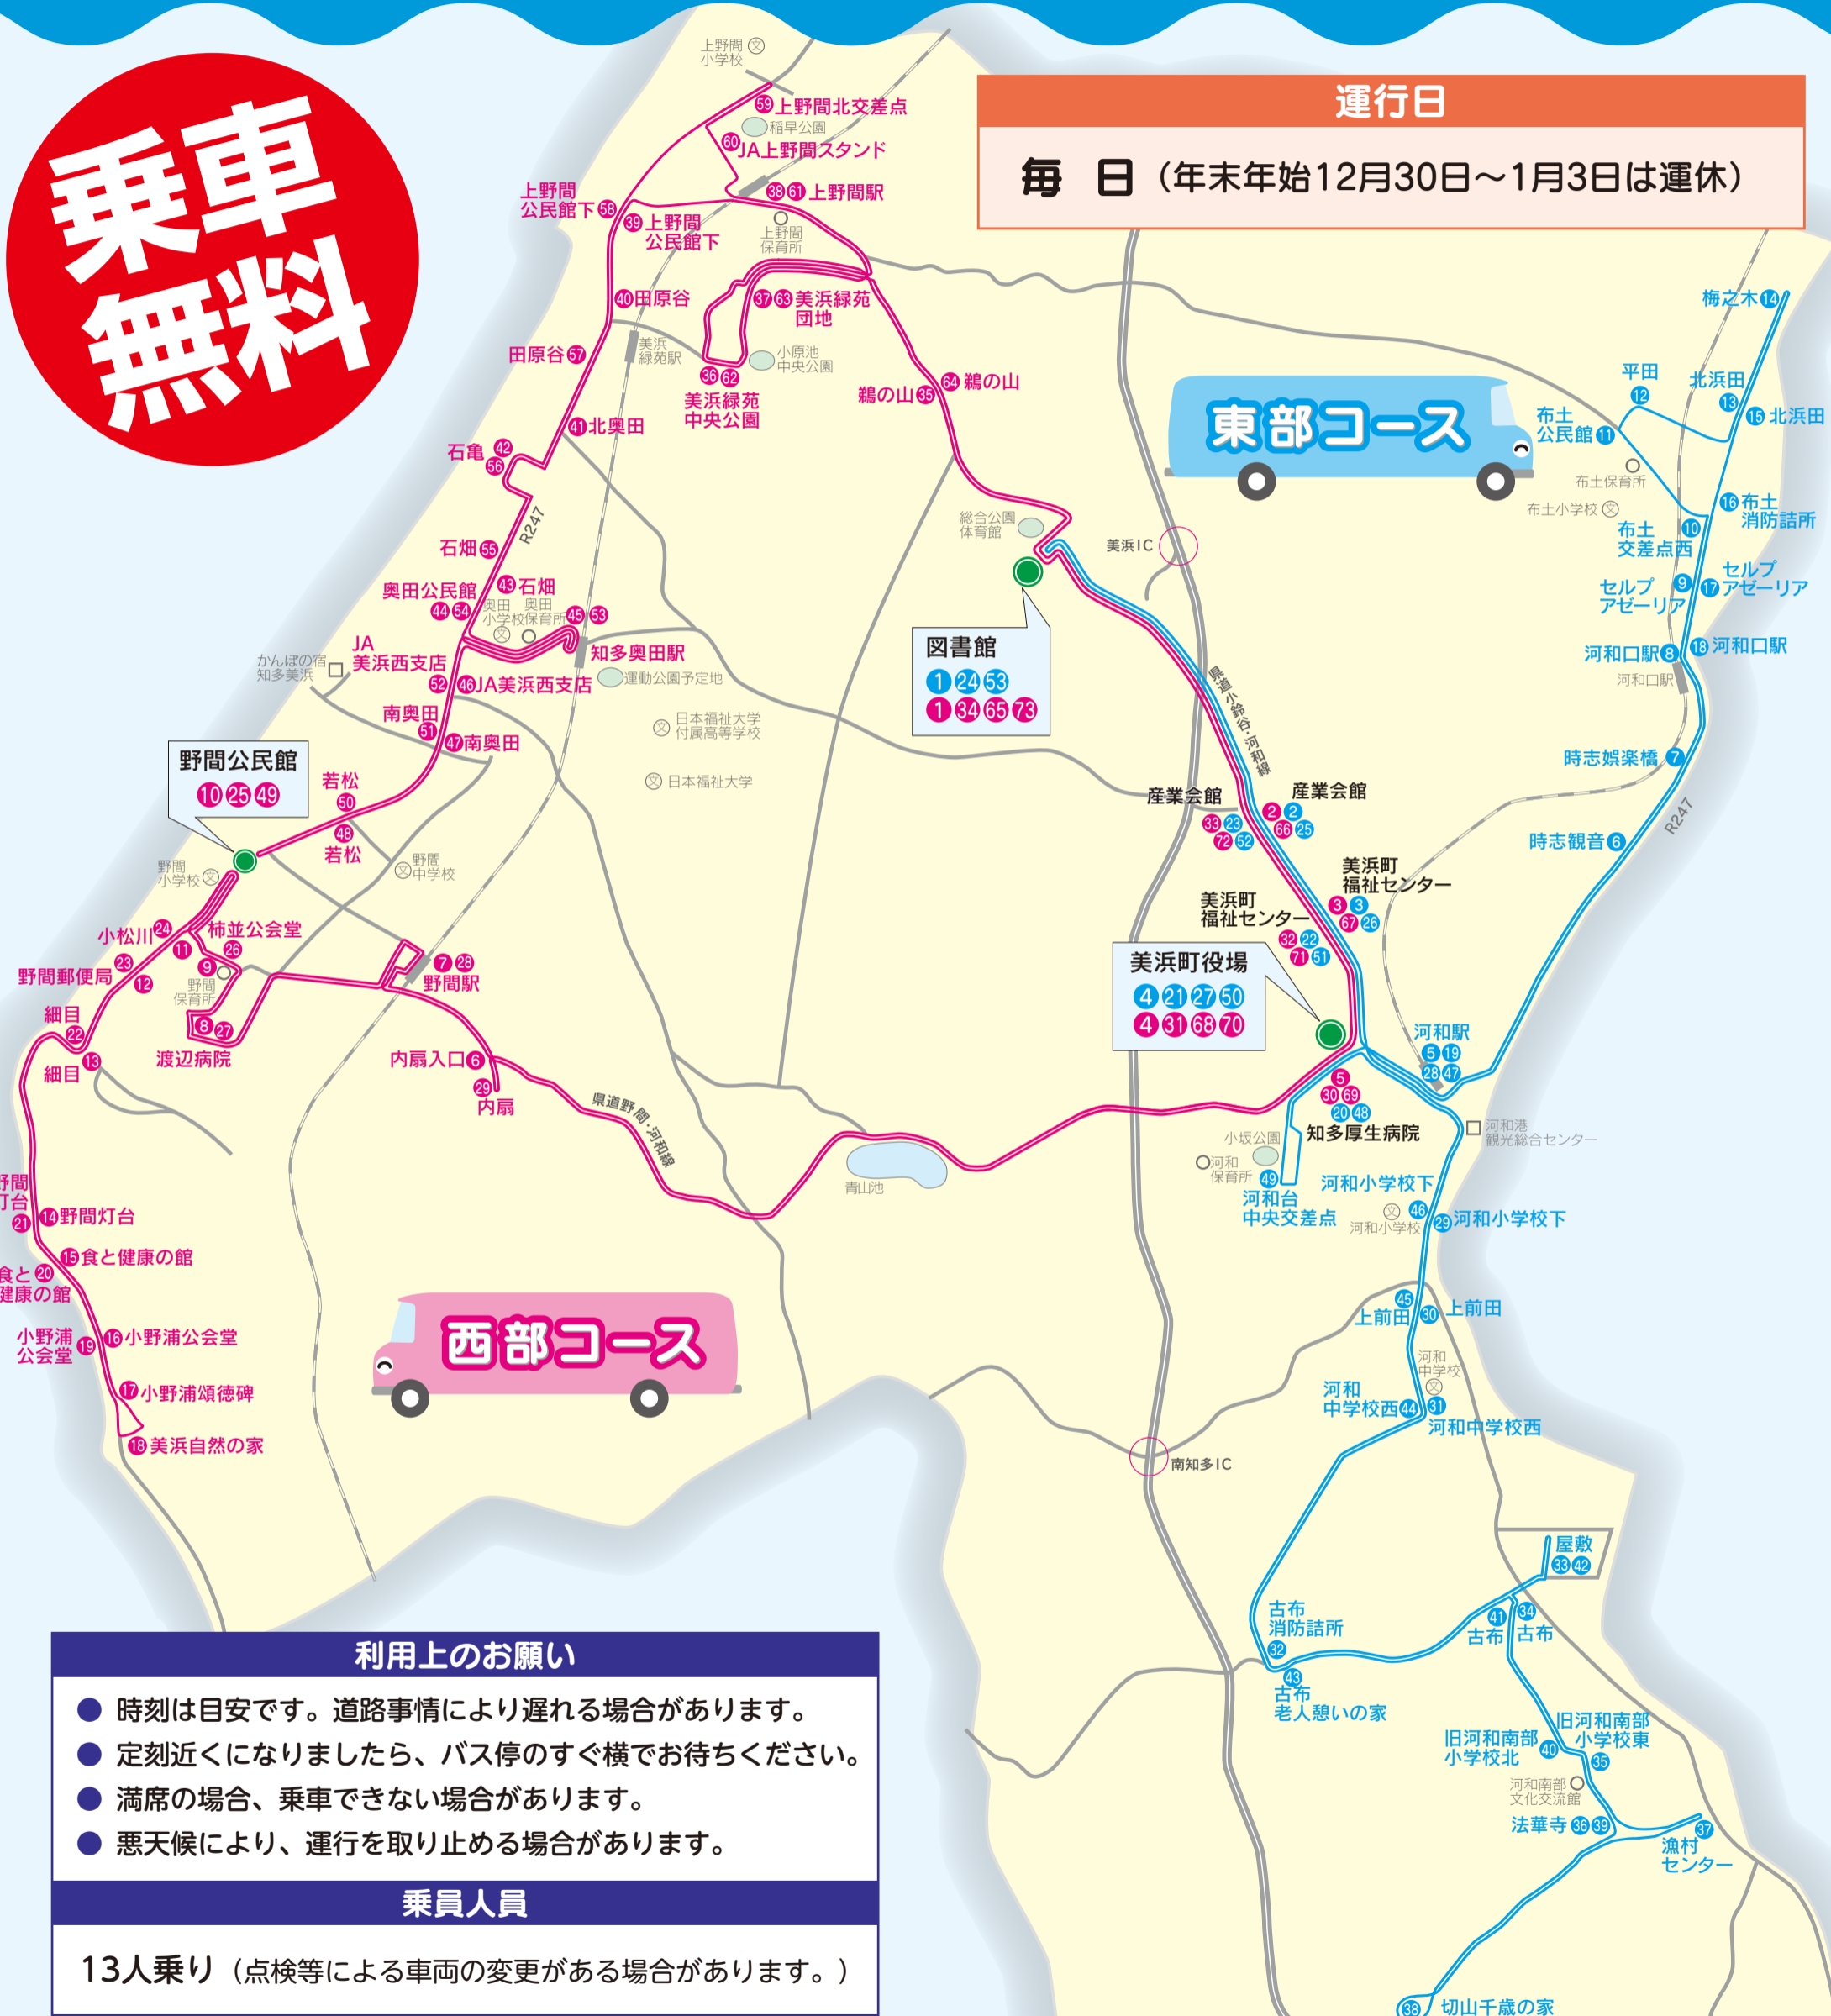 乗車
無料
運行日
毎 日（年末年始12月30日～1月3日は運休）
上野間
小学校
文
59 上野間北交差点
稲早公園
60
JA上野間スタンド
38 61 上野間駅
上野間
公民館下 58
39 上野間
公民館下
上野間
保育所
40 田原谷
37 63 美浜緑苑
団地
田原谷 57
美浜
緑苑駅
小原池
中央公園
36 62
美浜緑苑
中央公園
鵜の山 35
64 鵜の山
41 北奥田
石亀 42
56
R247
石畑 55
43 石畑
奥田公民館
44 54
奥田
小学校
文
奥田
保育所
45 53
知多奥田駅
JA
美浜西支店
52
46 JA美浜西支店
かんぽの宿
知多美浜
運動公園予定地
南奥田
51
47 南奥田
文 日本福祉大学
付属高等学校
文 日本福祉大学
野間公民館
10 25 49
若松
50
48
若松
野間
小学校 文
文 野間
中学校
小松川 24
11
柿並公会堂
26
9
野間郵便局
23
12
野間
保育所
7 28
野間駅
細目
22
13
細目
8 27
渡辺病院
内扇入口 6
29
内扇
県道野間・河和線
青山池
野間
灯台
21
14 野間灯台
15 食と健康の館
食と 20
健康の館
小野浦
公会堂 19
16 小野浦公会堂
17 小野浦頌徳碑
18 美浜自然の家
西部コース
東部コース
総合公園
体育館
美浜IC
図書館
1 24 53
1 34 65 73
県道小鈴谷・河和線
産業会館
33 23
72 52
産業会館
2 2
66 25
美浜町
福祉センター
3 3
67 26
美浜町
福祉センター
32 22
71 51
美浜町役場
4 21 27 50
4 31 68 70
梅之木 14
平田
12
北浜田
13
15 北浜田
布土
公民館 11
布土保育所
布土小学校 文
16 布土
消防詰所
10
布土
交差点西
セルプ
アゼーリア
9
17 セルプ
アゼーリア
河和口駅 8
18 河和口駅
河和口駅
時志娯楽橋 7
R247
時志観音 6
河和駅
5 19
28 47
5
30 69
20 48
知多厚生病院
河和港
観光総合センター
小坂公園
河和
保育所
49
河和台
中央交差点
河和小学校下
46
文
河和小学校
29 河和小学校下
45
上前田
30 上前田
河和
中学校
文
河和
中学校西 44
31
河和中学校西
南知多IC
屋敷
33 42
41
古布
34
古布
古布
消防詰所
32
43
古布
老人憩いの家
旧河和南部
小学校北 40
旧河和南部
小学校東
35
河和南部
文化交流館
法華寺 36 39
37
漁村
センター
38 切山千歳の家
利用上のお願い
● 時刻は目安です。道路事情により遅れる場合があります。
● 定刻近くになりましたら、バス停のすぐ横でお待ちください。
● 満席の場合、乗車できない場合があります。
● 悪天候により、運行を取り止める場合があります。
乗員人員
13人乗り（点検等による車両の変更がある場合があります。）